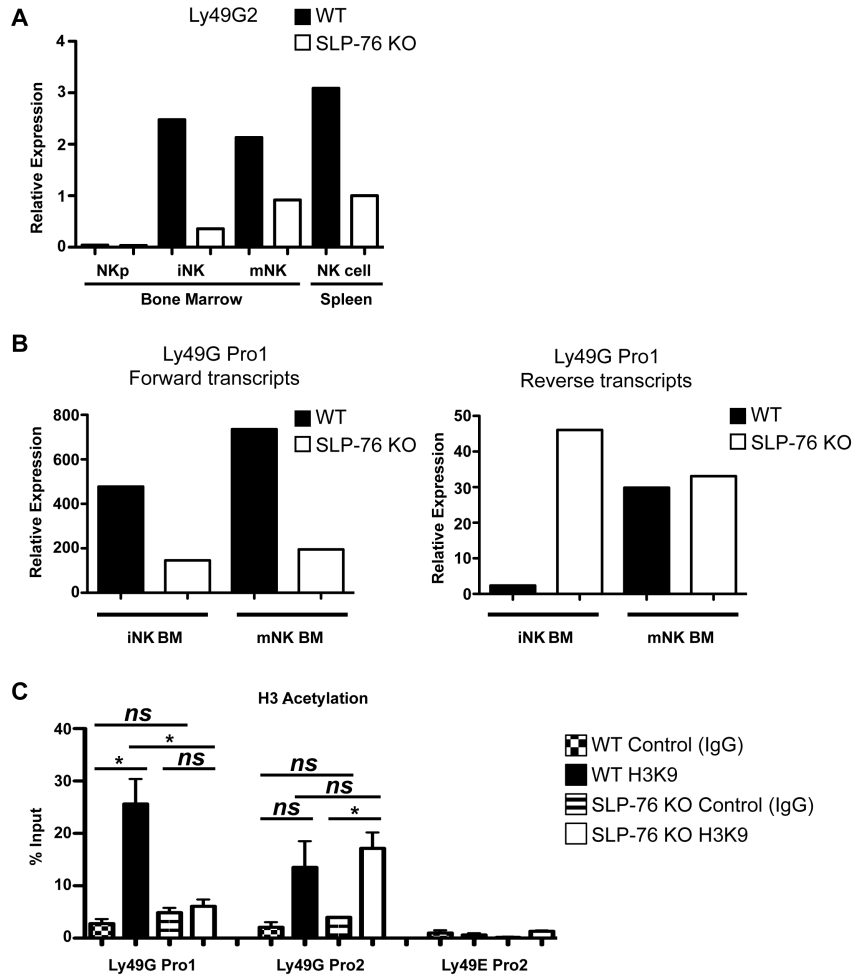 A
Ly49G2
WT
SLP-76 KO
Relative Expression
4
3
2
1
0
NKp
iNK
mNK
NK cell
Bone Marrow
Spleen
B
Ly49G Pro1
Forward transcripts
WT
SLP-76 KO
Relative Expression
800
600
400
200
0
iNK BM
mNK BM
Ly49G Pro1
Reverse transcripts
WT
SLP-76 KO
Relative Expression
50
40
30
20
10
0
iNK BM
mNK BM
C
H3 Acetylation
% Input
40
30
20
10
0
ns
*
*
ns
ns
ns
ns
*
Ly49G Pro1
Ly49G Pro2
Ly49E Pro2
WT Control (IgG)
WT H3K9
SLP-76 KO Control (IgG)
SLP-76 KO H3K9